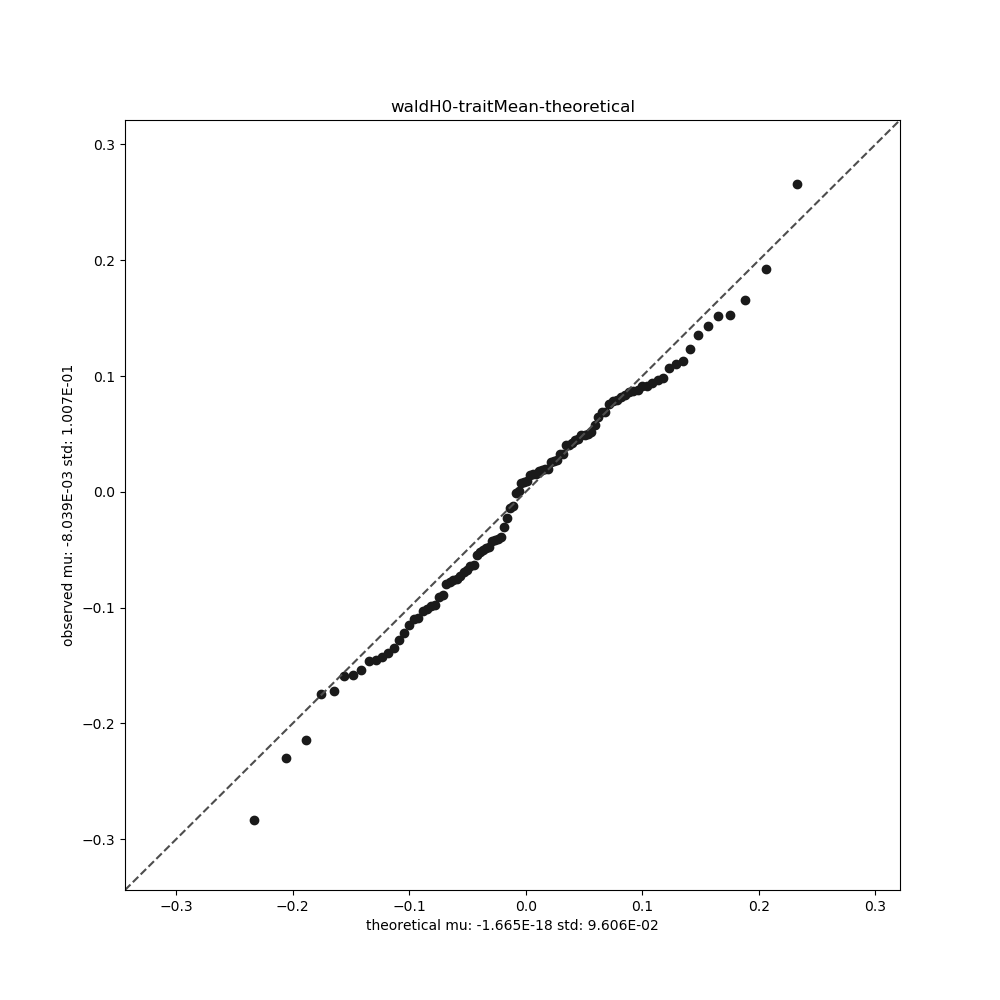 waldH0-traitMean-theoretical
0.3
0.2
0.1
0.0
−0.1
−0.2
−0.3
observed mu: -8.039E-03 std: 1.007E-01
−0.3 −0.2 −0.1 0.0 0.1 0.2 0.3
theoretical mu: -1.665E-18 std: 9.606E-02